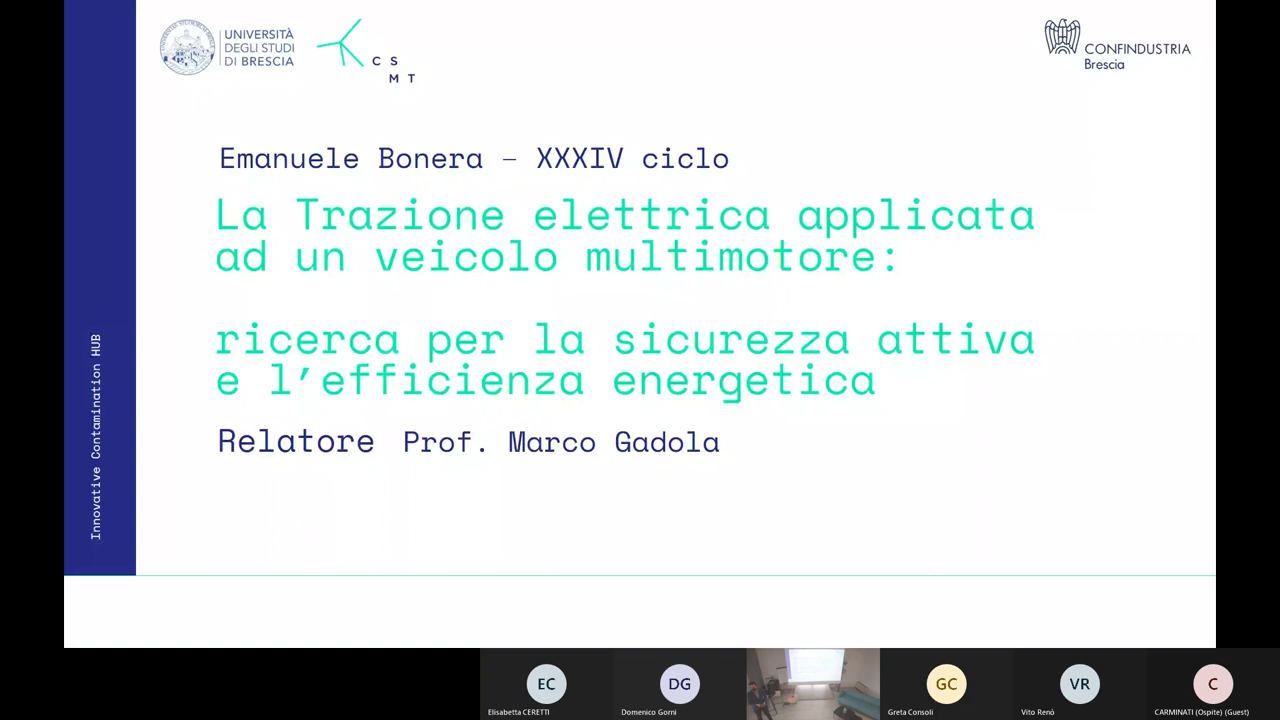 UNIVERSITÀ
DEGLI STUDI
DI BRESCIA
C S
M T
CONFINDUSTRIA
Brescia
Emanuele Bonera – XXXIV ciclo
La Trazione elettrica applicata
ad un veicolo multimotore:
ricerca per la sicurezza attiva
e l’efficienza energetica
Relatore Prof. Marco Gadola
Innovative Contamination HUB
EC
DG
GC
VR
C
Elisabetta CERETTI
Domenico Gorni
Greta Consoli
Vito Renò
CARMINATI (Ospite) (Guest)